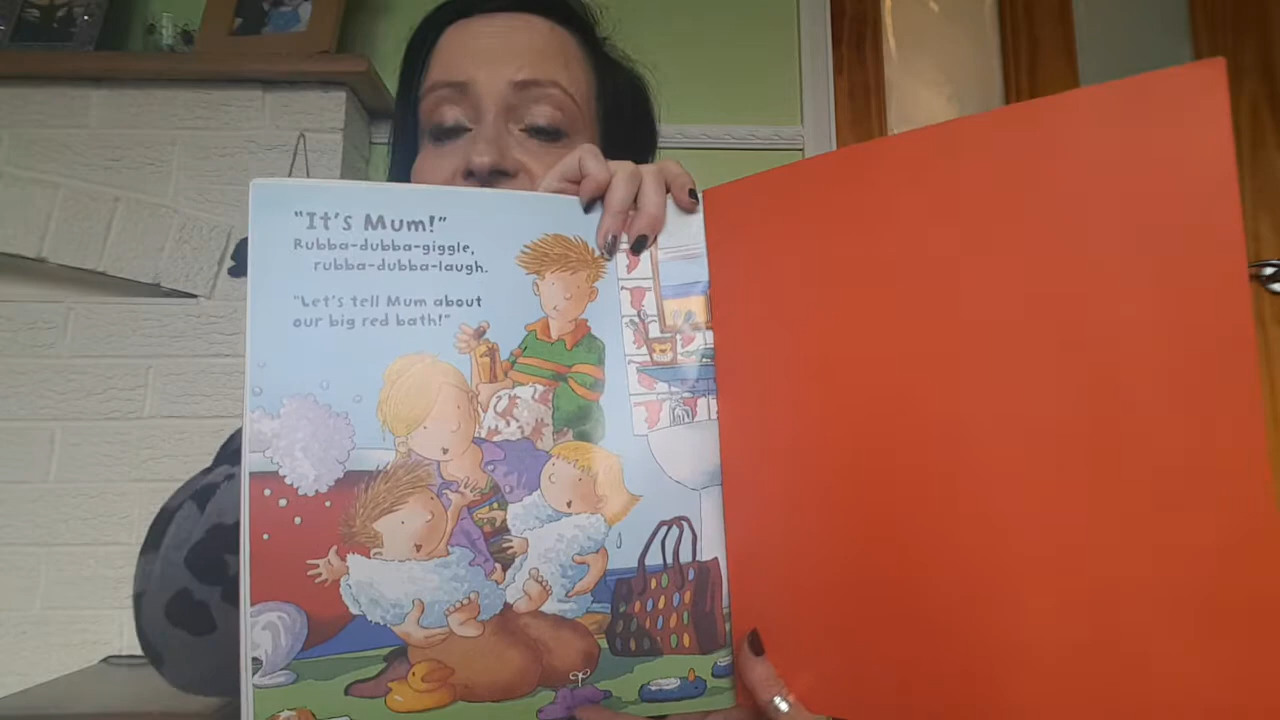 "It's Mum!"
Rubba-dubba-giggle,
rubba-dubba-laugh.
"Let's tell Mum about
our big red bath!"